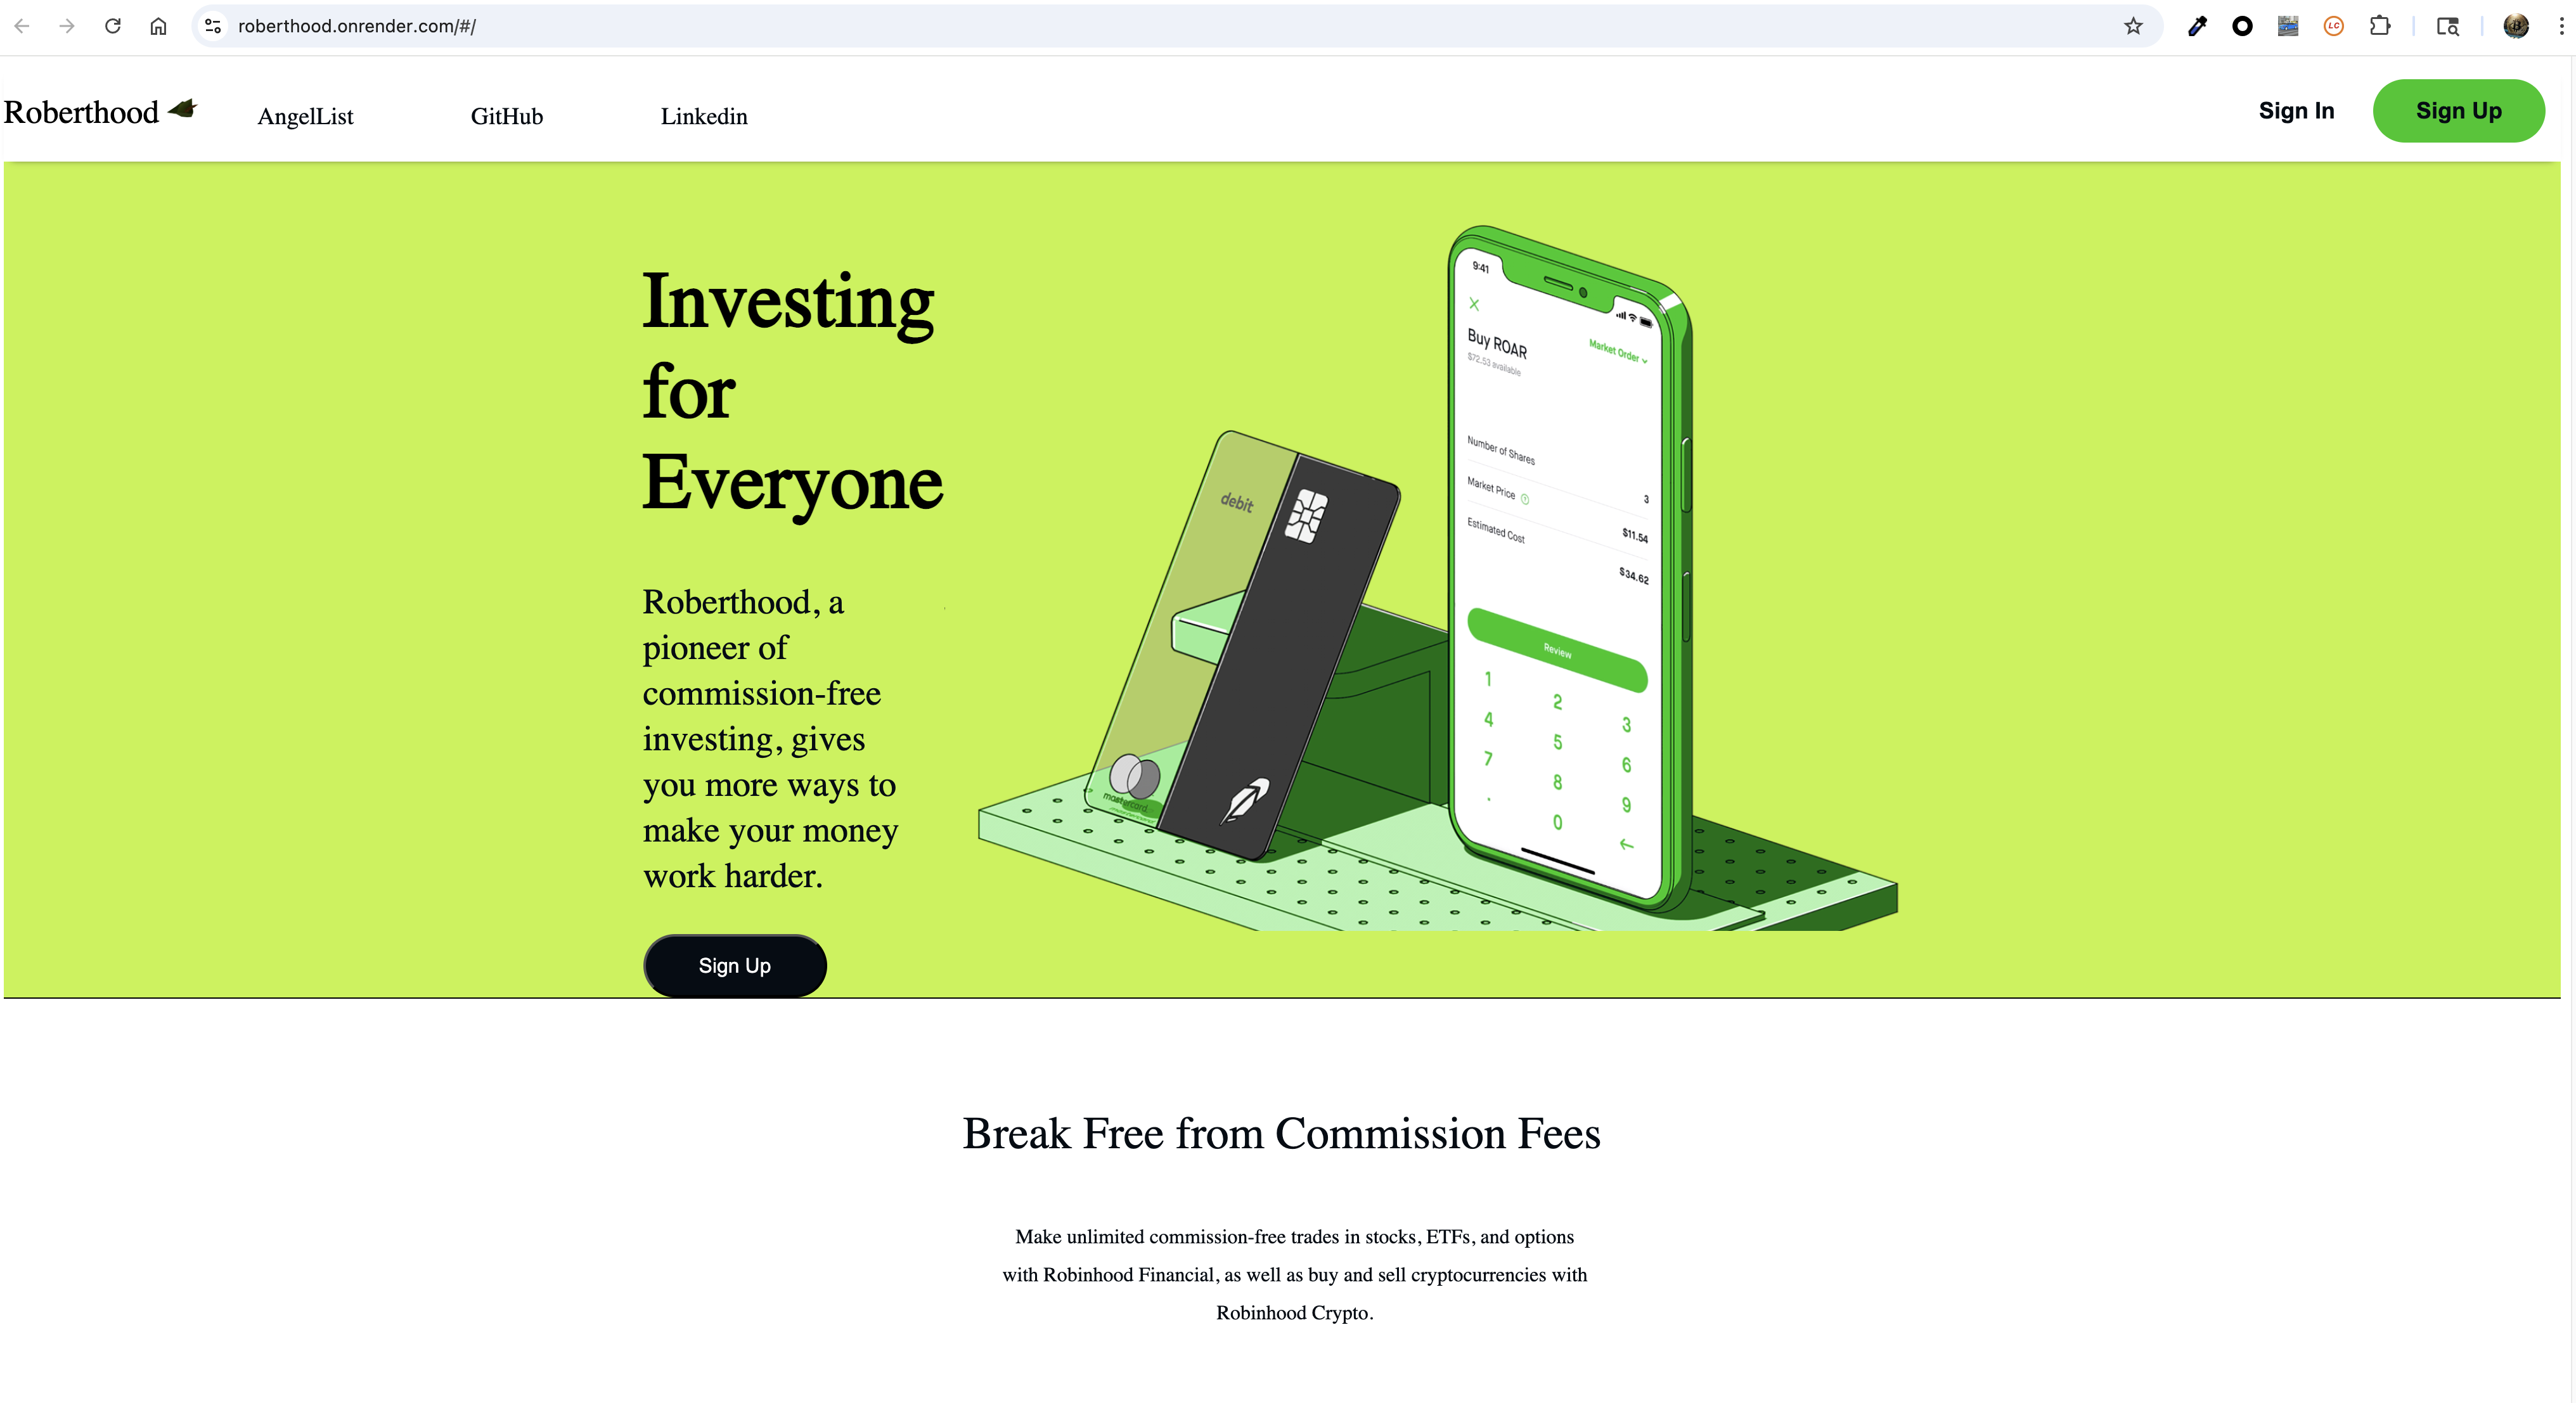 roberthood.onrender.com/#/
LC
Roberthood
AngelList
GitHub
Linkedin
Sign In
Sign Up
Investing
for
Everyone
Roberthood, a
pioneer of
commission-free
investing, gives
you more ways to
make your money
work harder.
Sign Up
debit
mastercard
9:41
Buy ROAR
Market Order
$72.53 available
Number of Shares
3
Market Price ?
$11.54
Estimated Cost
$34.62
Review
1 2 3
4 5 6
7 8 9
. 0 ←
Break Free from Commission Fees
Make unlimited commission-free trades in stocks, ETFs, and options
with Robinhood Financial, as well as buy and sell cryptocurrencies with
Robinhood Crypto.